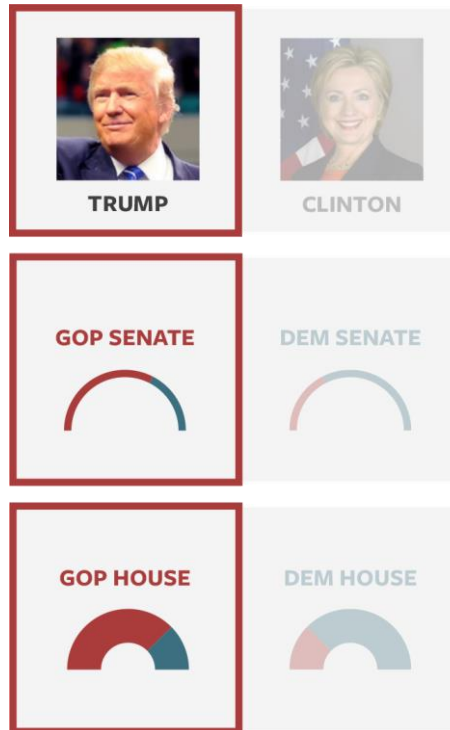 TRUMP
CLINTON
GOP SENATE
DEM SENATE
GOP HOUSE
DEM HOUSE